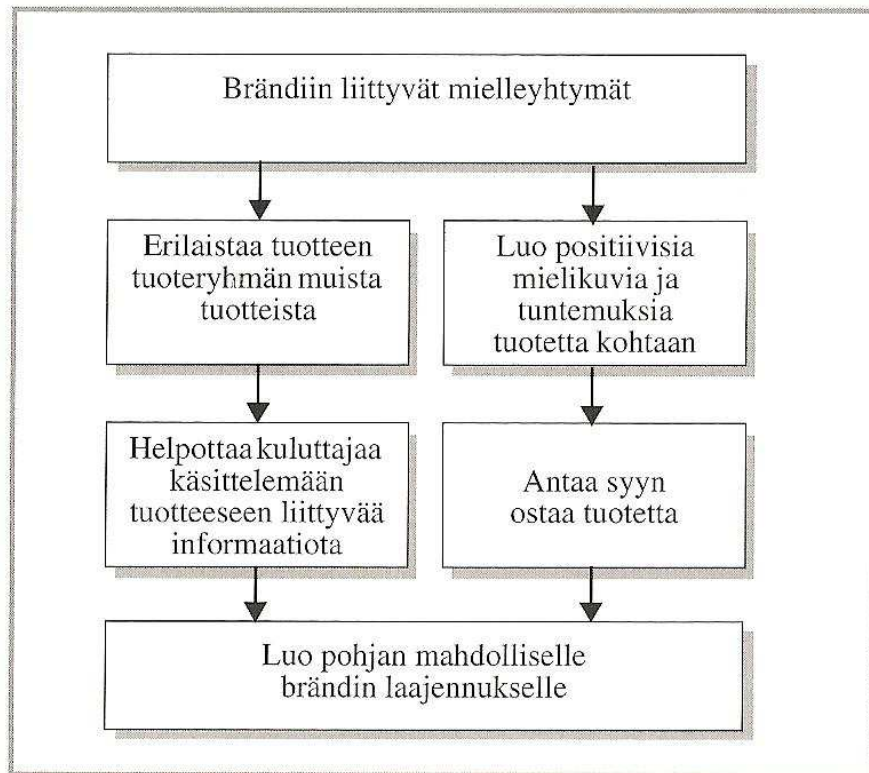 Brändiin liittyvät mielleyhtymät
Erilaistaa tuotteen
tuoteryhmän muista
tuotteista
Luo positiivisia
mielikuvia ja
tuntemuksia
tuotetta kohtaan
Helpottaa kuluttajaa
käsittelemään
tuotteeseen liittyvää
informaatiota
Antaa syyn
ostaa tuotetta
Luo pohjan mahdolliselle
brändin laajennukselle